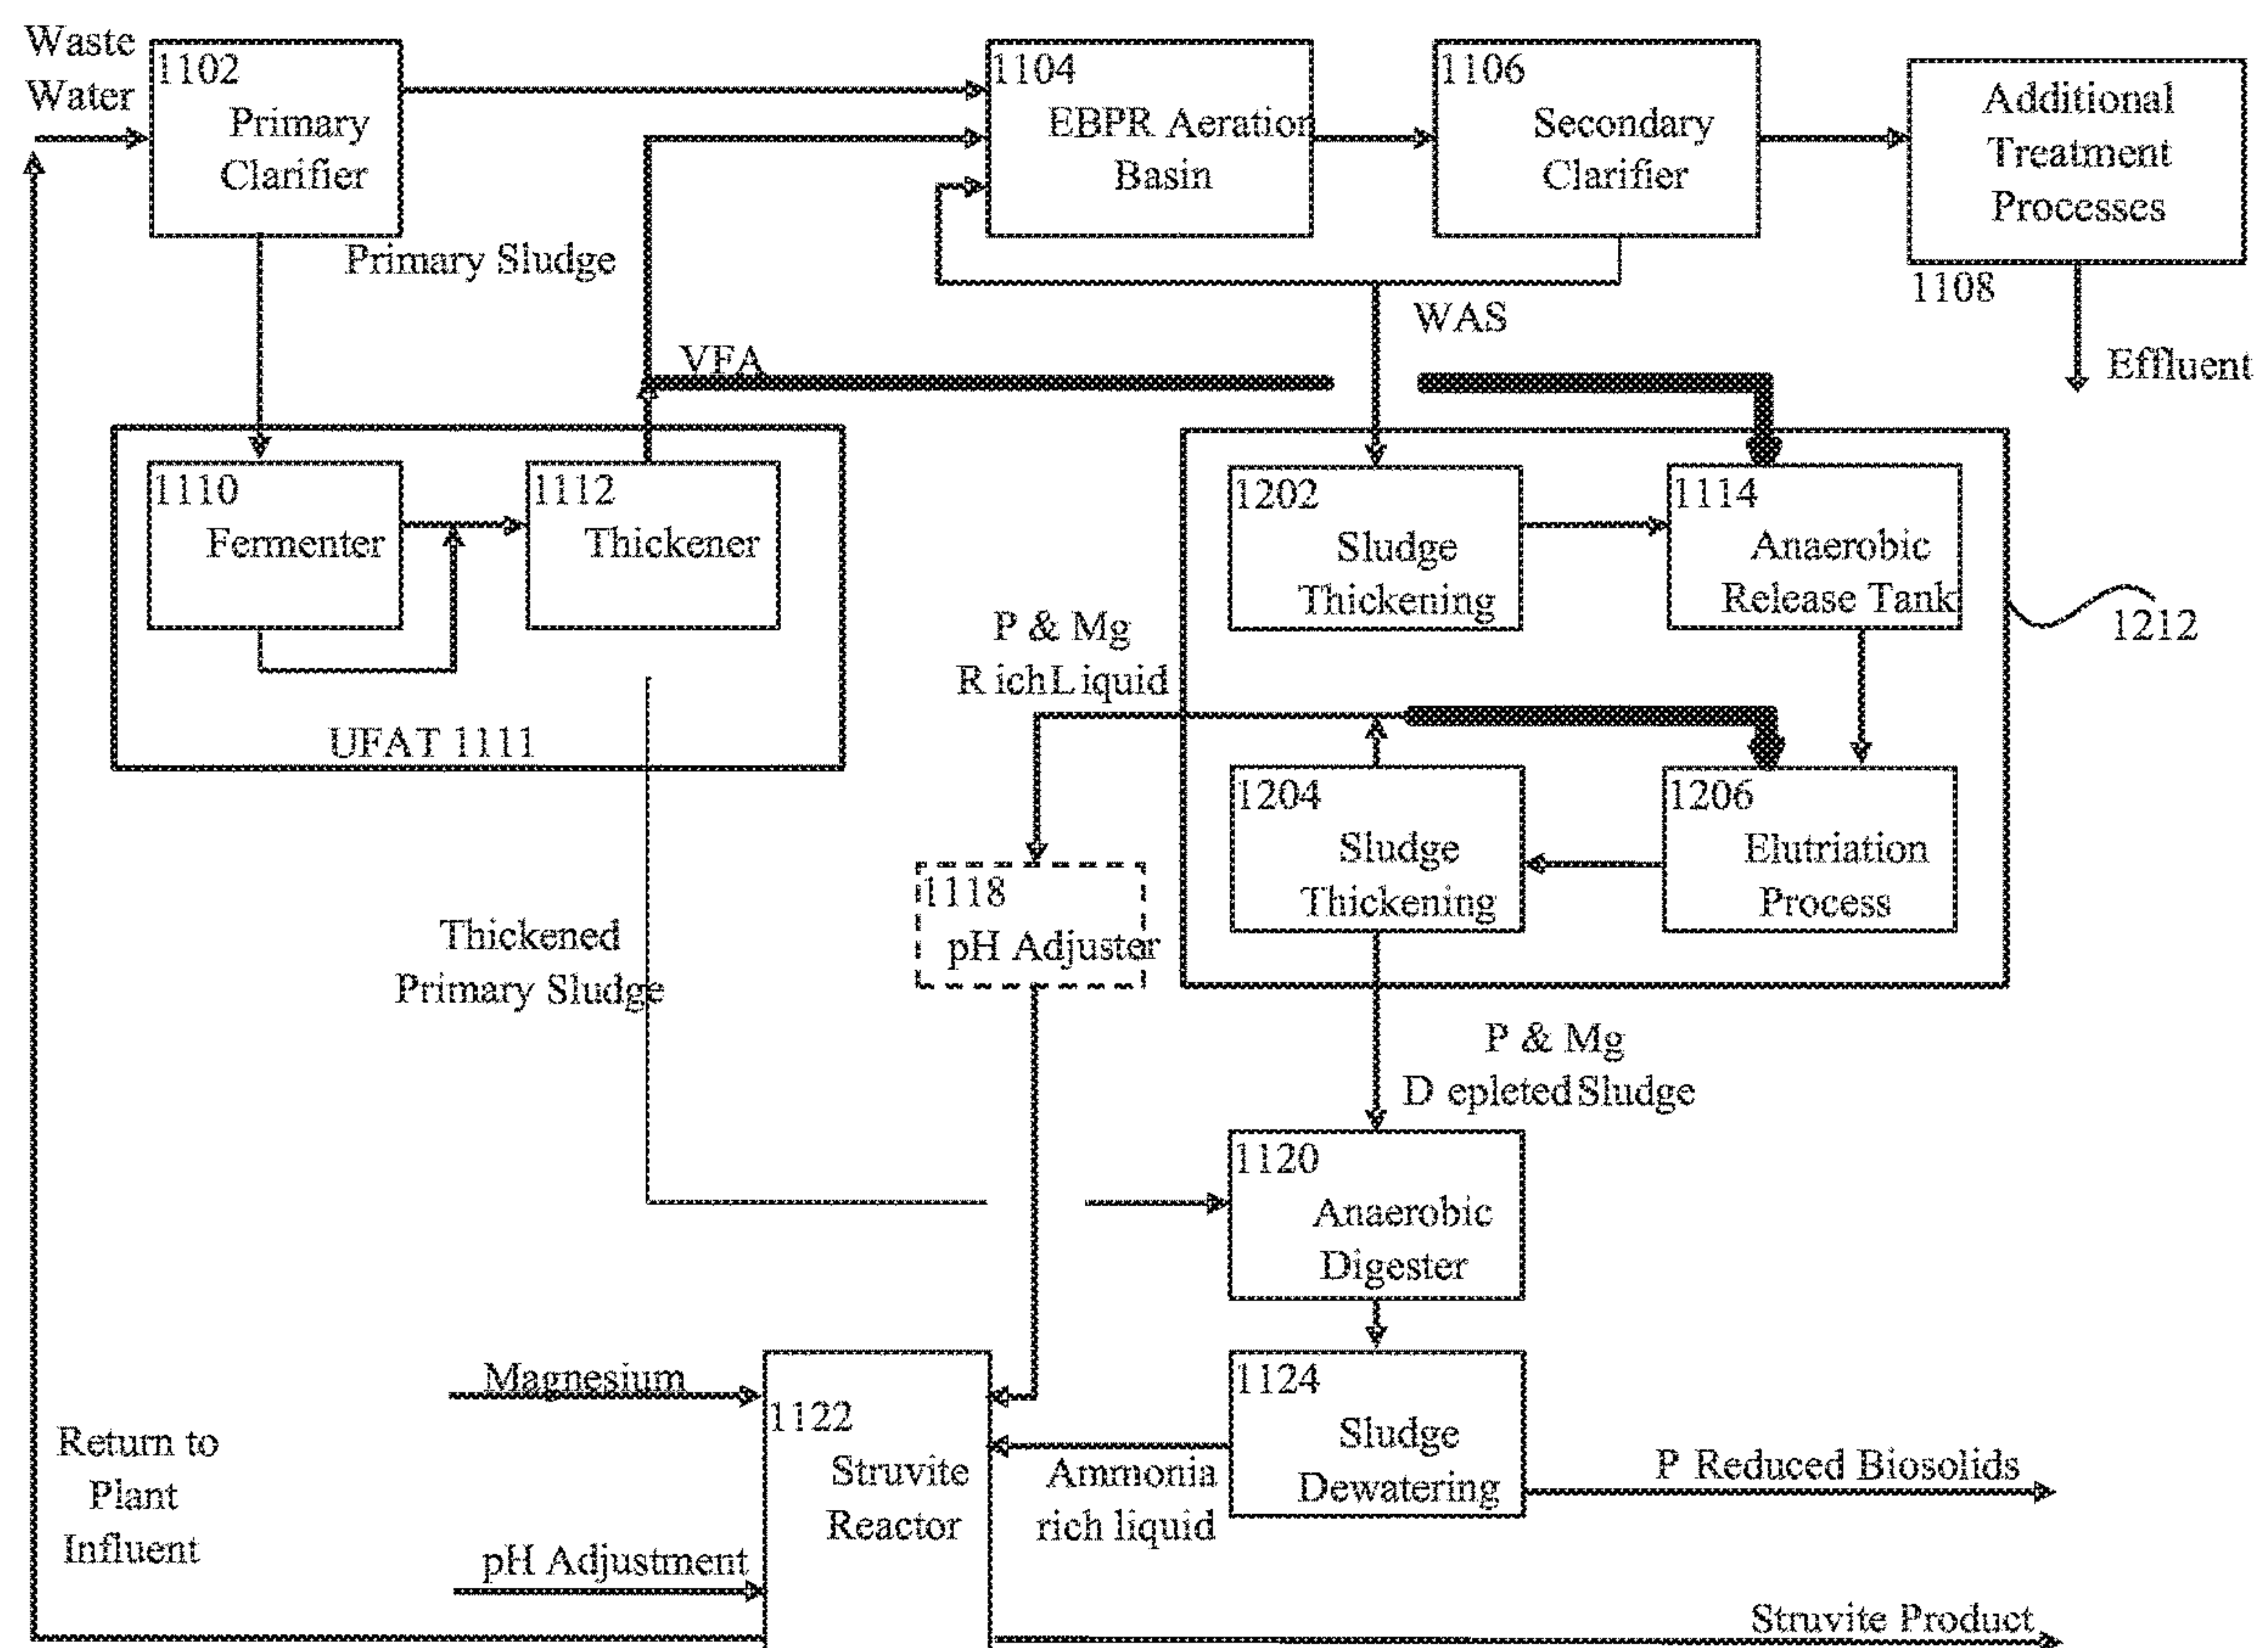 Waste
Water
1102
Primary
Clarifier
1104
EBPR Aeration
Basin
1106
Secondary
Clarifier
Additional
Treatment
Processes
1108
Primary Sludge
WAS
VFA
Effluent
1110
Fermenter
1112
Thickener
UFAT 1111
1202
Sludge
Thickening
1114
Anaerobic
Release Tank
1212
P & Mg
Rich Liquid
1204
Sludge
Thickening
1206
Elutriation
Process
1118
pH Adjuster
Thickened
Primary Sludge
P & Mg
Depleted Sludge
1120
Anaerobic
Digester
Magnesium
1122
Struvite
Reactor
1124
Sludge
Dewatering
Ammonia
rich liquid
P Reduced Biosolids
Return to
Plant
Influent
pH Adjustment
Struvite Product